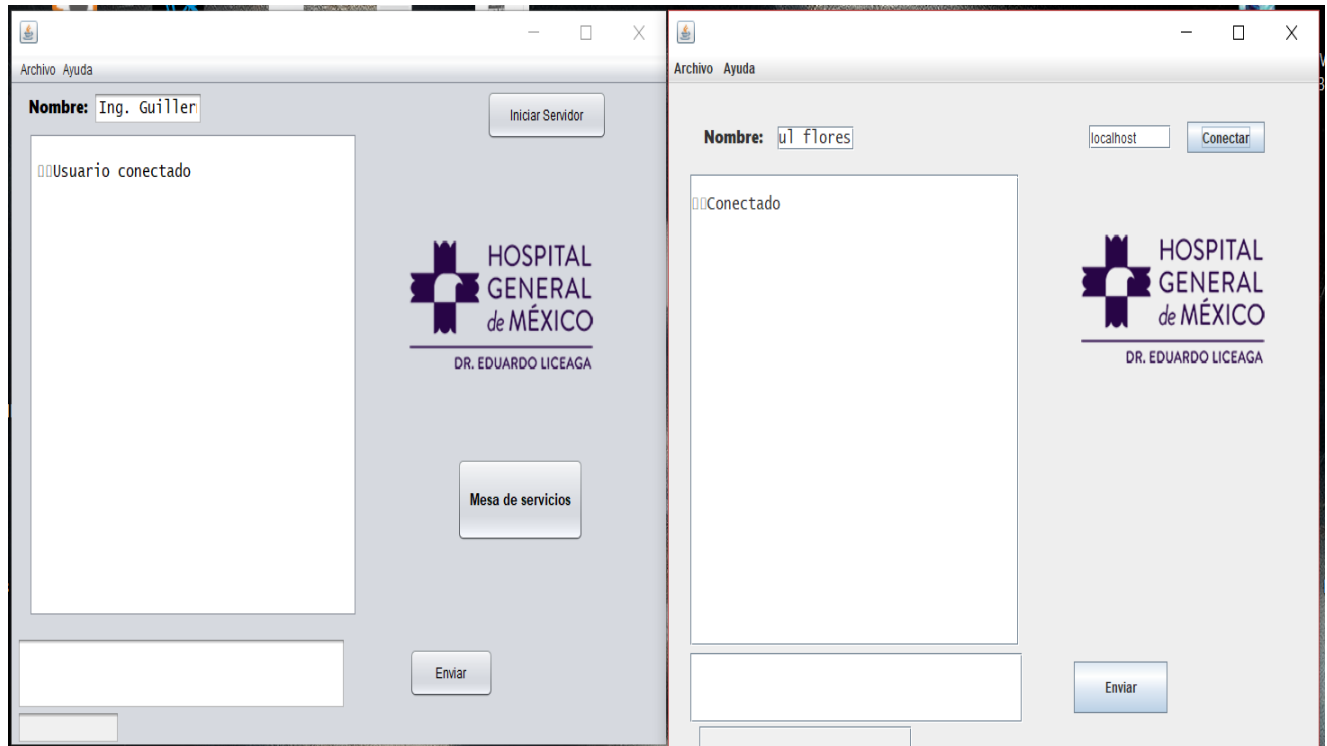 Archivo Ayuda
Nombre: Ing. Guiller
Iniciar Servidor
Usuario conectado
HOSPITAL
GENERAL
de MÉXICO
DR. EDUARDO LICEAGA
Mesa de servicios
Enviar
Archivo Ayuda
Nombre: ul flores
localhost
Conectar
Conectado
HOSPITAL
GENERAL
de MÉXICO
DR. EDUARDO LICEAGA
Enviar